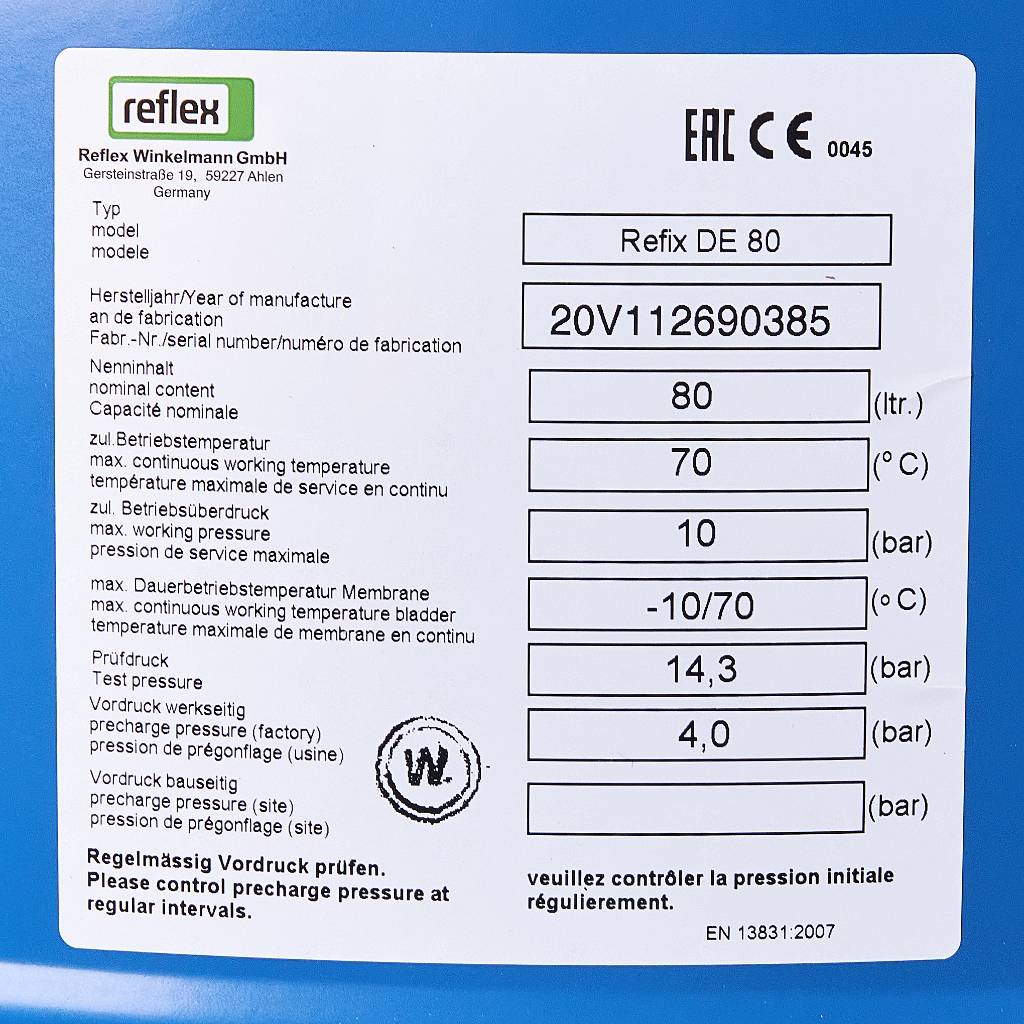 reflex
Reflex Winkelmann GmbH
Gersteinstraße 19, 59227 Ahlen
Germany
EAC CE 0045
Typ
model
modele
Refix DE 80
Herstelljahr/Year of manufacture
an de fabrication
Fabr.-Nr./serial number/numéro de fabrication
20V112690385
Nenninhalt
nominal content
Capacité nominale
80 (ltr.)
zul.Betriebstemperatur
max. continuous working temperature
température maximale de service en continu
70 (° C)
zul. Betriebsüberdruck
max. working pressure
pression de service maximale
10 (bar)
max. Dauerbetriebstemperatur Membrane
max. continuous working temperature bladder
temperature maximale de membrane en continu
-10/70 (° C)
Prüfdruck
Test pressure
14,3 (bar)
Vordruck werkseitig
precharge pressure (factory)
pression de prégonflage (usine)
4,0 (bar)
W.
Vordruck bauseitig
precharge pressure (site)
pression de prégonflage (site)
(bar)
Regelmässig Vordruck prüfen.
Please control precharge pressure at
regular intervals.
veuillez contrôler la pression initiale
régulierement.
EN 13831:2007